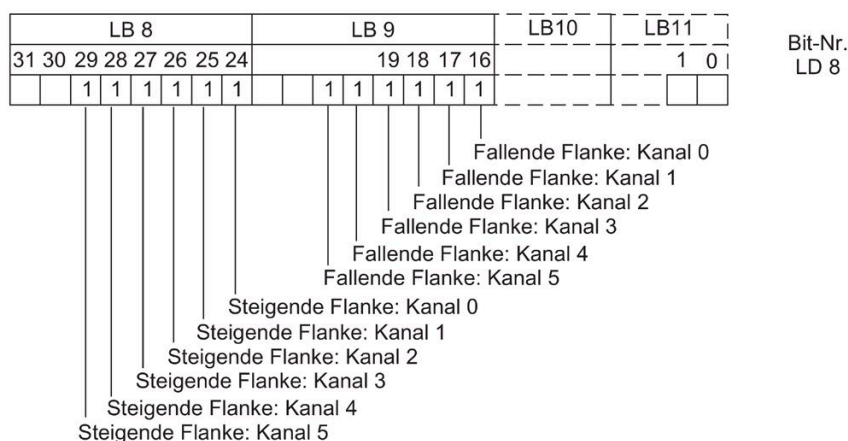 LB 8 LB 9 LB10 LB11
Bit-Nr.
31 30 29 28 27 26 25 24 19 18 17 16 1 0
LD 8
1 1 1 1 1 1 1 1 1 1 1 1
Fallende Flanke: Kanal 0
Fallende Flanke: Kanal 1
Fallende Flanke: Kanal 2
Fallende Flanke: Kanal 3
Fallende Flanke: Kanal 4
Fallende Flanke: Kanal 5
Steigende Flanke: Kanal 0
Steigende Flanke: Kanal 1
Steigende Flanke: Kanal 2
Steigende Flanke: Kanal 3
Steigende Flanke: Kanal 4
Steigende Flanke: Kanal 5